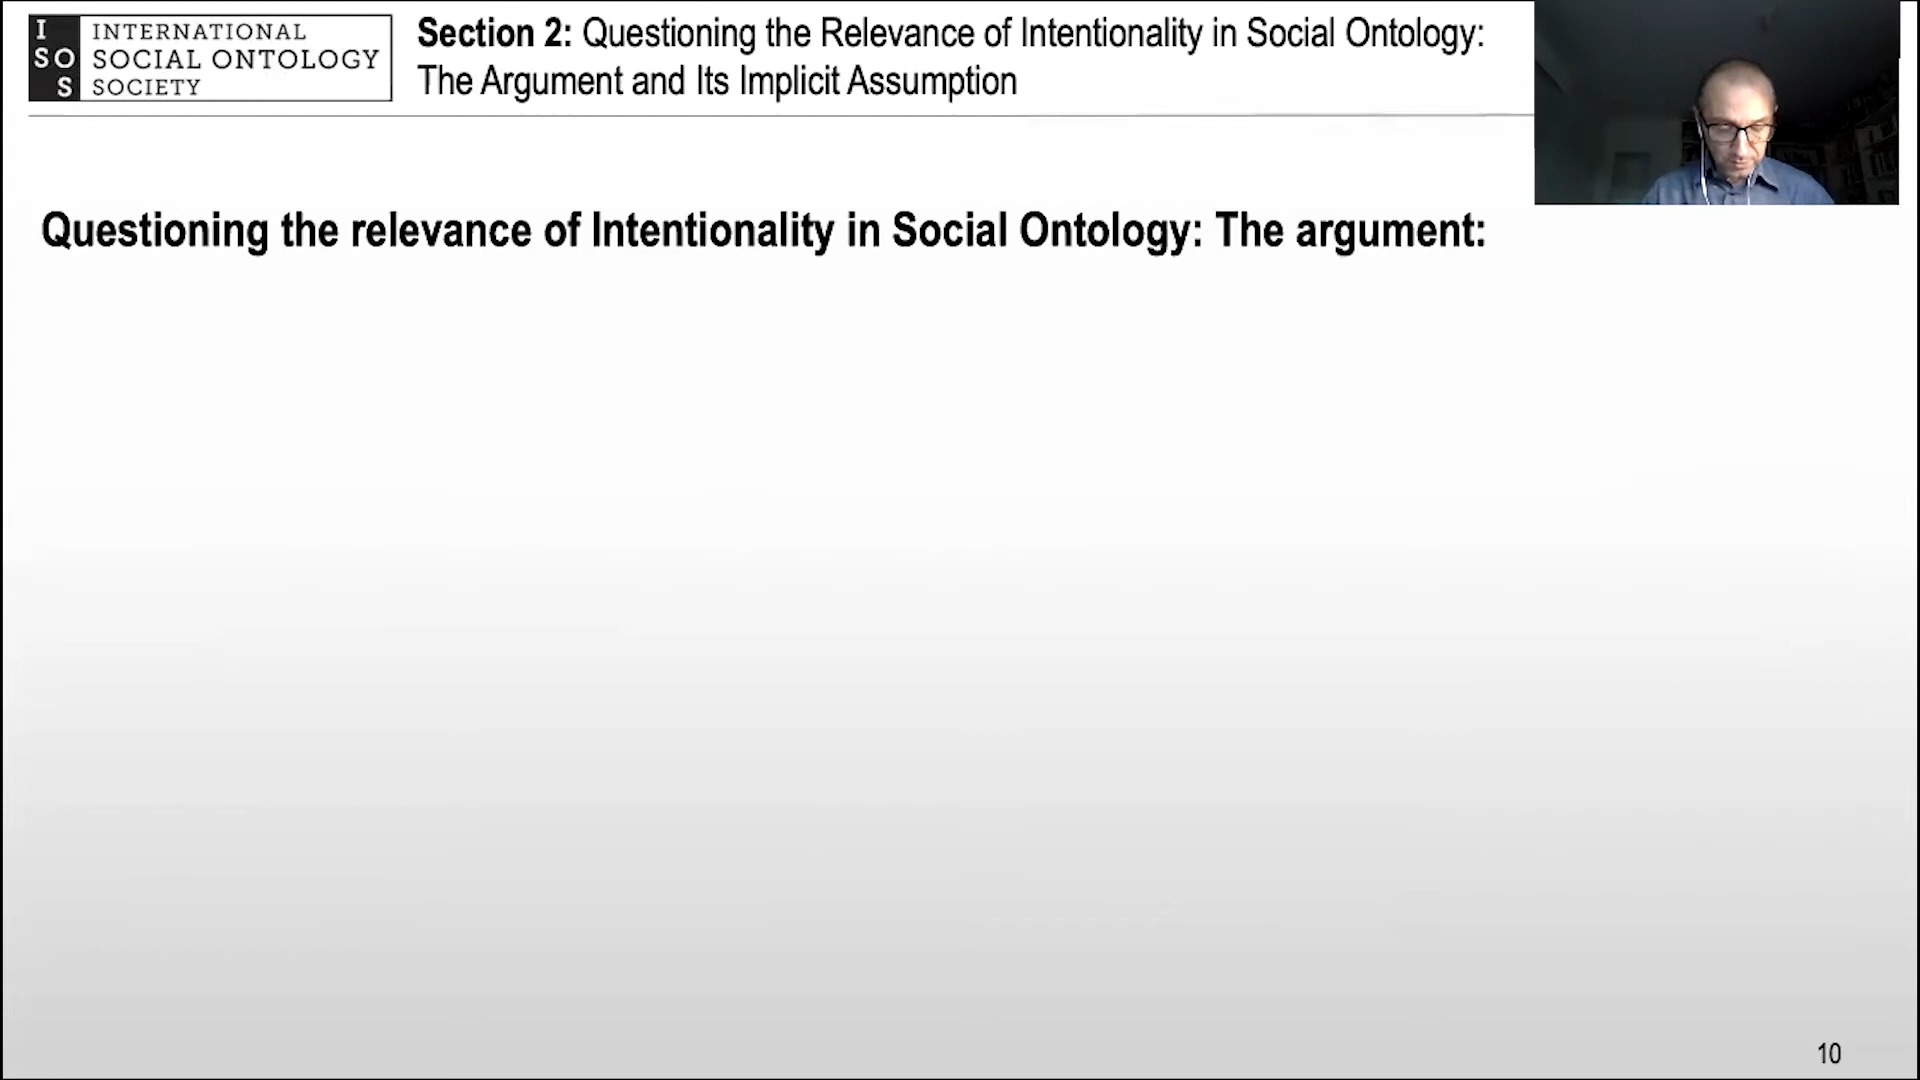 I
SO
S
INTERNATIONAL
SOCIAL ONTOLOGY
SOCIETY
Section 2: Questioning the Relevance of Intentionality in Social Ontology:
The Argument and Its Implicit Assumption
Questioning the relevance of Intentionality in Social Ontology: The argument:
10